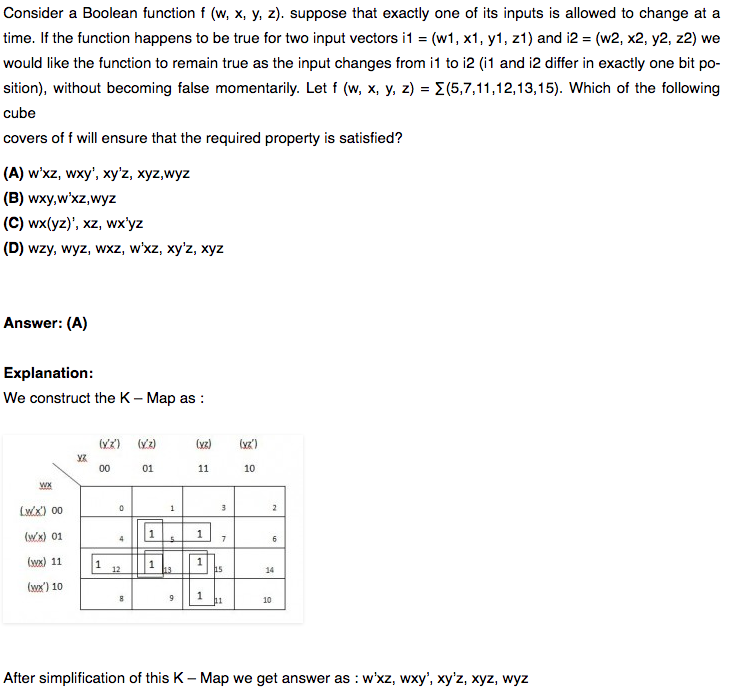 Consider a Boolean function f (w, x, y, z). suppose that exactly one of its inputs is allowed to change at a
time. If the function happens to be true for two input vectors i1 = (w1, x1, y1, z1) and i2 = (w2, x2, y2, z2) we
would like the function to remain true as the input changes from i1 to i2 (i1 and i2 differ in exactly one bit po-
sition), without becoming false momentarily. Let f (w, x, y, z) = ∑(5,7,11,12,13,15). Which of the following
cube
covers of f will ensure that the required property is satisfied?
(A) w'xz, wxy', xy'z, xyz,wyz
(B) wxy,w'xz,wyz
(C) wx(yz)', xz, wx'yz
(D) wzy, wyz, wxz, w'xz, xy'z, xyz
Answer: (A)
Explanation:
We construct the K – Map as :
(y'z') (y'z) (yz) (yz')
yz
00 01 11 10
wx
(w'x') 00 0 1 3 2
(w'x) 01 4 1 5 1 7 6
(wx) 11 1 12 1 13 1 15 14
(wx') 10 8 9 1 11 10
After simplification of this K – Map we get answer as : w'xz, wxy', xy'z, xyz, wyz